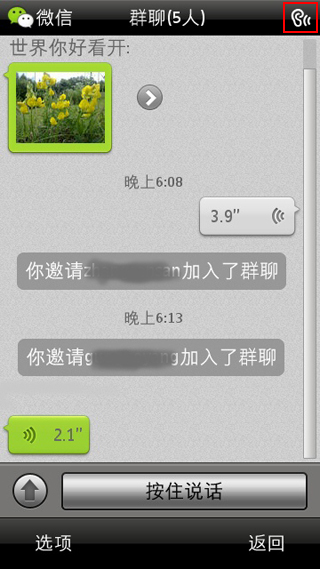 微信 群聊(5人)
世界你好看开:
晚上6:08
3.9"
你邀请z n加入了群聊
晚上6:13
你邀请g g加入了群聊
2.1"
按住说话
选项 返回